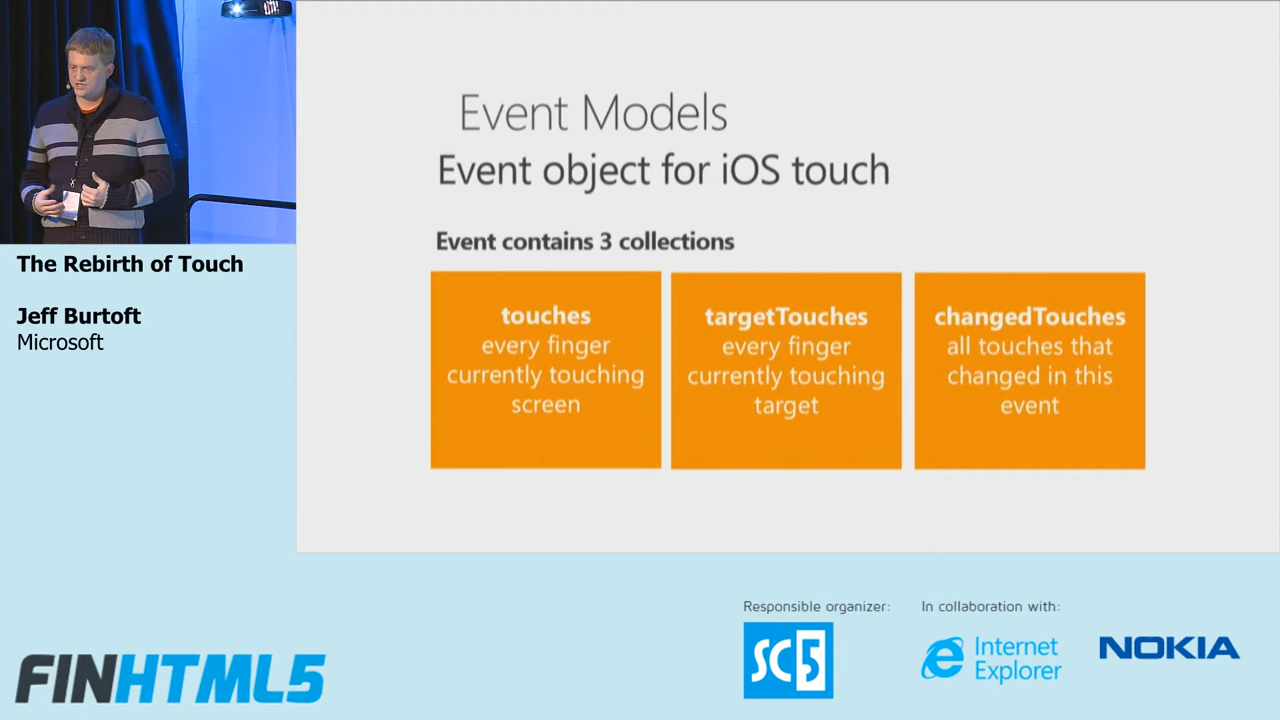 Event Models
Event object for iOS touch
Event contains 3 collections
touches
every finger
currently touching
screen
targetTouches
every finger
currently touching
target
changedTouches
all touches that
changed in this
event
The Rebirth of Touch
Jeff Burtoft
Microsoft
Responsible organizer:
SC5
In collaboration with:
Internet
Explorer
NOKIA
FINHTML5